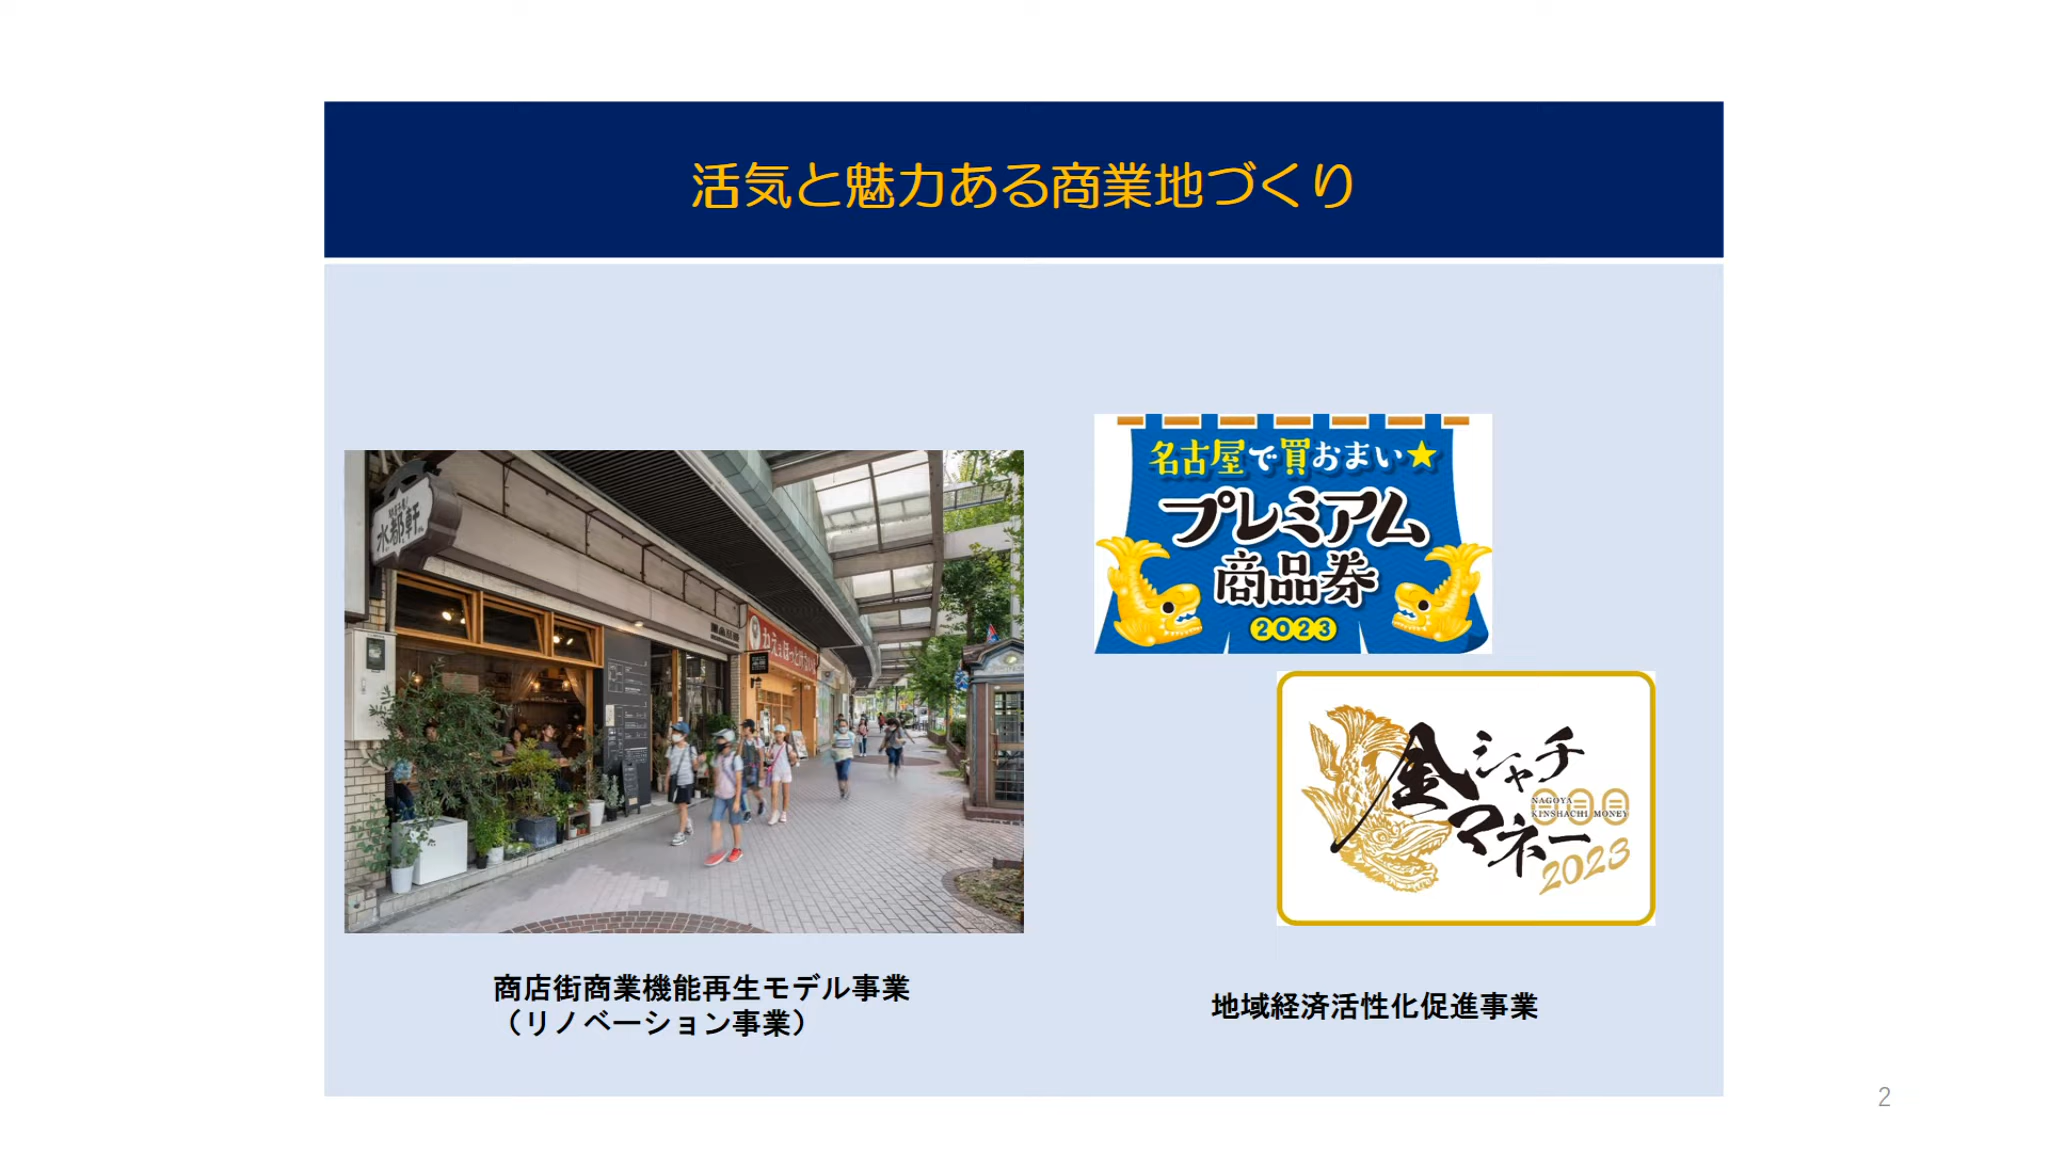 活気と魅力ある商業地づくり
水都軒
名古屋で買おまい★
プレミアム
商品券
2023
金シャチ
マネー
NAGOYA
KINSHACHI MONEY
2023
商店街商業機能再生モデル事業
（リノベーション事業）
地域経済活性化促進事業
2